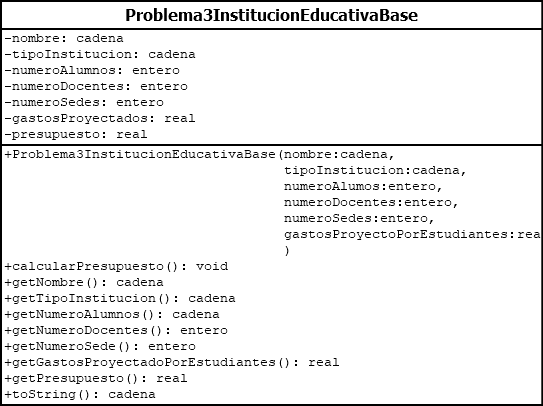 Problema3InstitucionEducativaBase
-nombre: cadena
-tipoInstitucion: cadena
-numeroAlumnos: entero
-numeroDocentes: entero
-numeroSedes: entero
-gastosProyectados: real
-presupuesto: real
+Problema3InstitucionEducativaBase(nombre:cadena,
tipoInstitucion:cadena,
numeroAlumos:entero,
numeroDocentes:entero,
numeroSedes:entero,
gastosProyectoPorEstudiantes:rea
)
+calcularPresupuesto(): void
+getNombre(): cadena
+getTipoInstitucion(): cadena
+getNumeroAlumnos(): cadena
+getNumeroDocentes(): entero
+getNumeroSede(): entero
+getGastosProyectadoPorEstudiantes(): real
+getPresupuesto(): real
+toString(): cadena